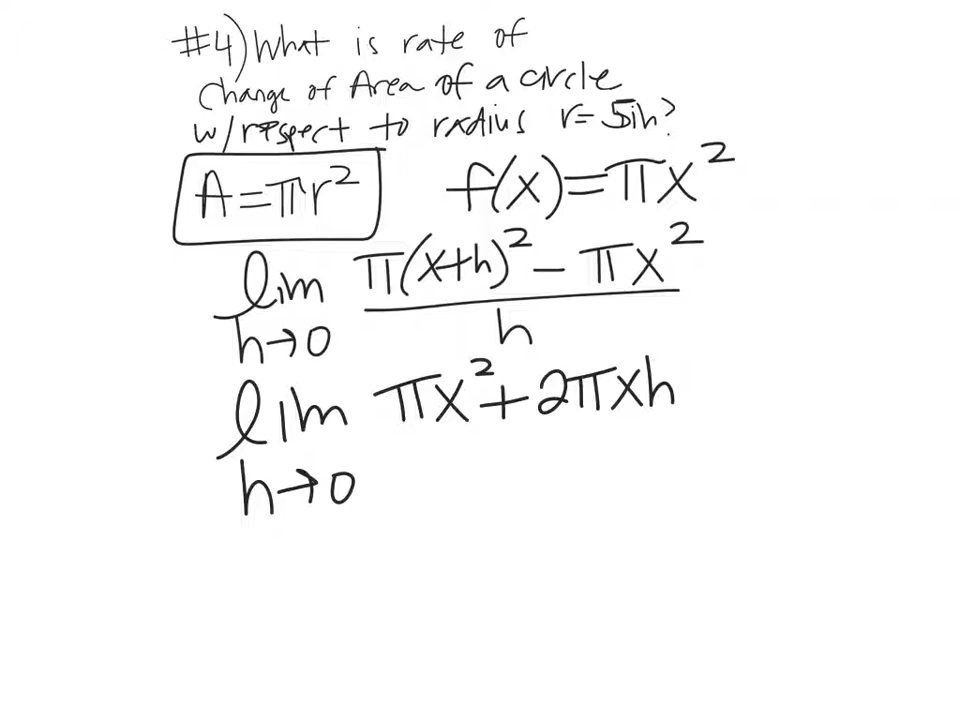 #4) What is rate of
change of Area of a circle
w/respect to radius r=5in?
A=πr² f(x)=πx²
lim π(x+h)² - πx²
h→0 h
lim πx²+2πxh
h→0